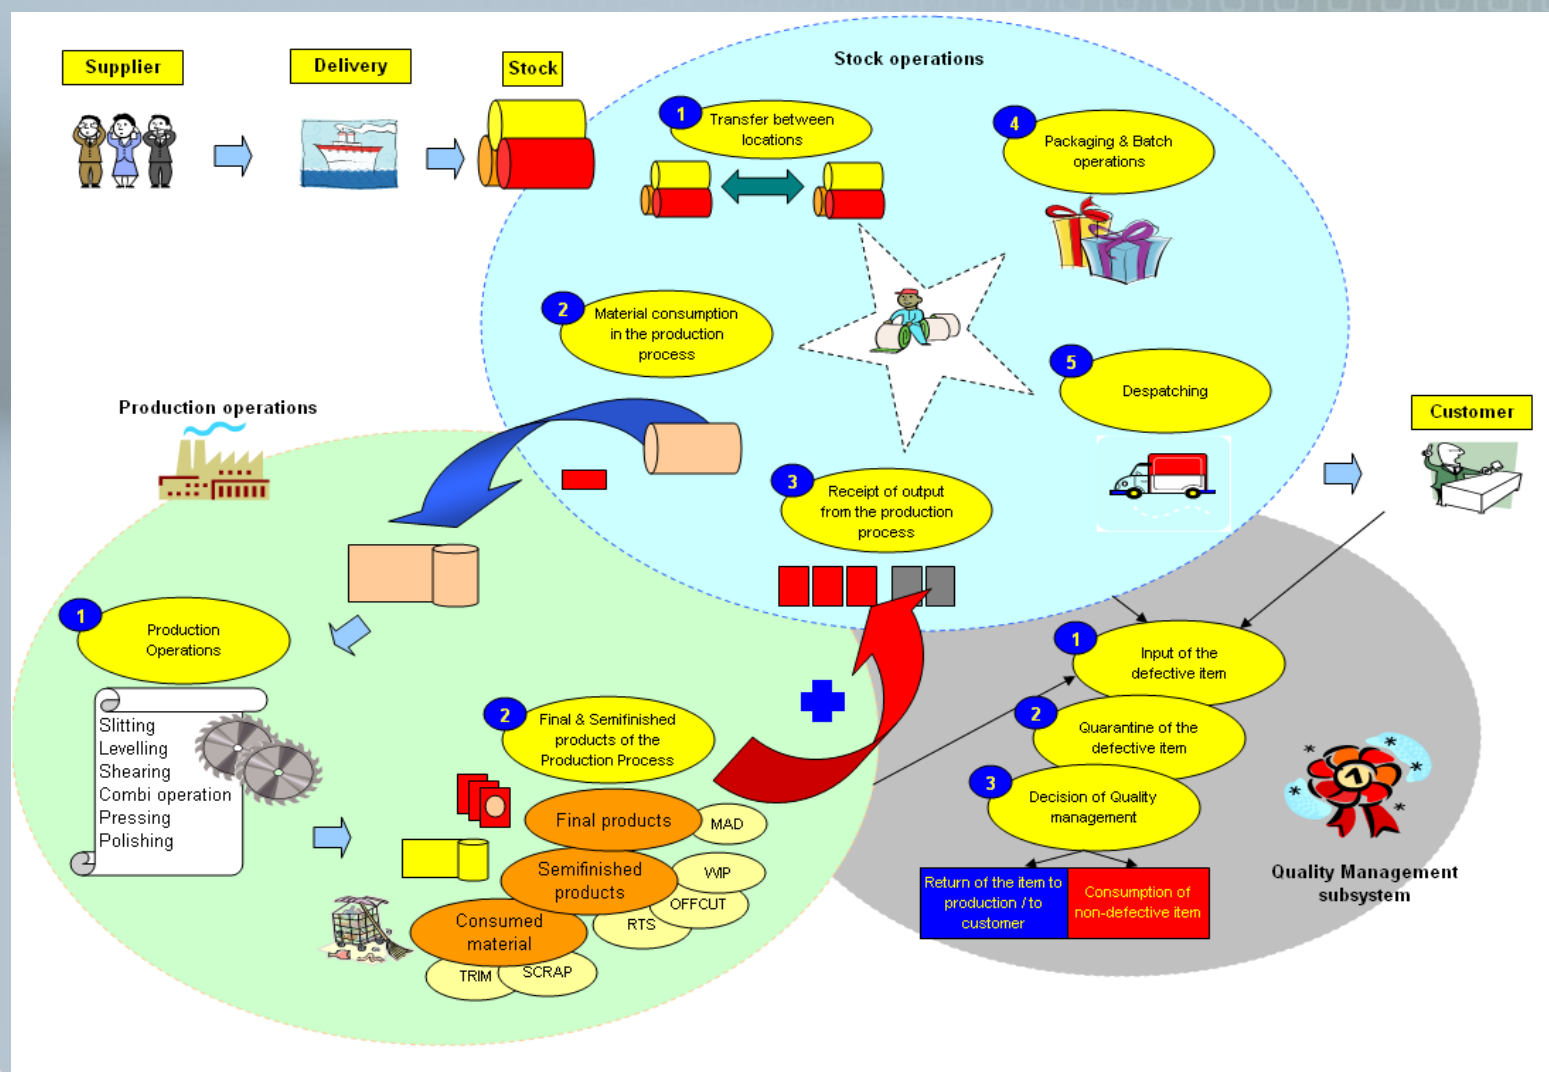 Supplier
Delivery
Stock
Stock operations
1
Transfer between
locations
4
Packaging & Batch
operations
2
Material consumption
in the production
process
5
Despatching
Customer
Production operations
3
Receipt of output
from the production
process
1
Production
Operations
Slitting
Levelling
Shearing
Combi operation
Pressing
Polishing
2
Final & Semifinished
products of the
Production Process
Final products
MAD
Semifinished
products
WIP
OFFCUT
RTS
Consumed
material
TRIM
SCRAP
1
Input of the
defective item
2
Quarantine of the
defective item
3
Decision of Quality
management
Return of the item to
production / to
customer
Consumption of
non-defective item
1
Quality Management
subsystem